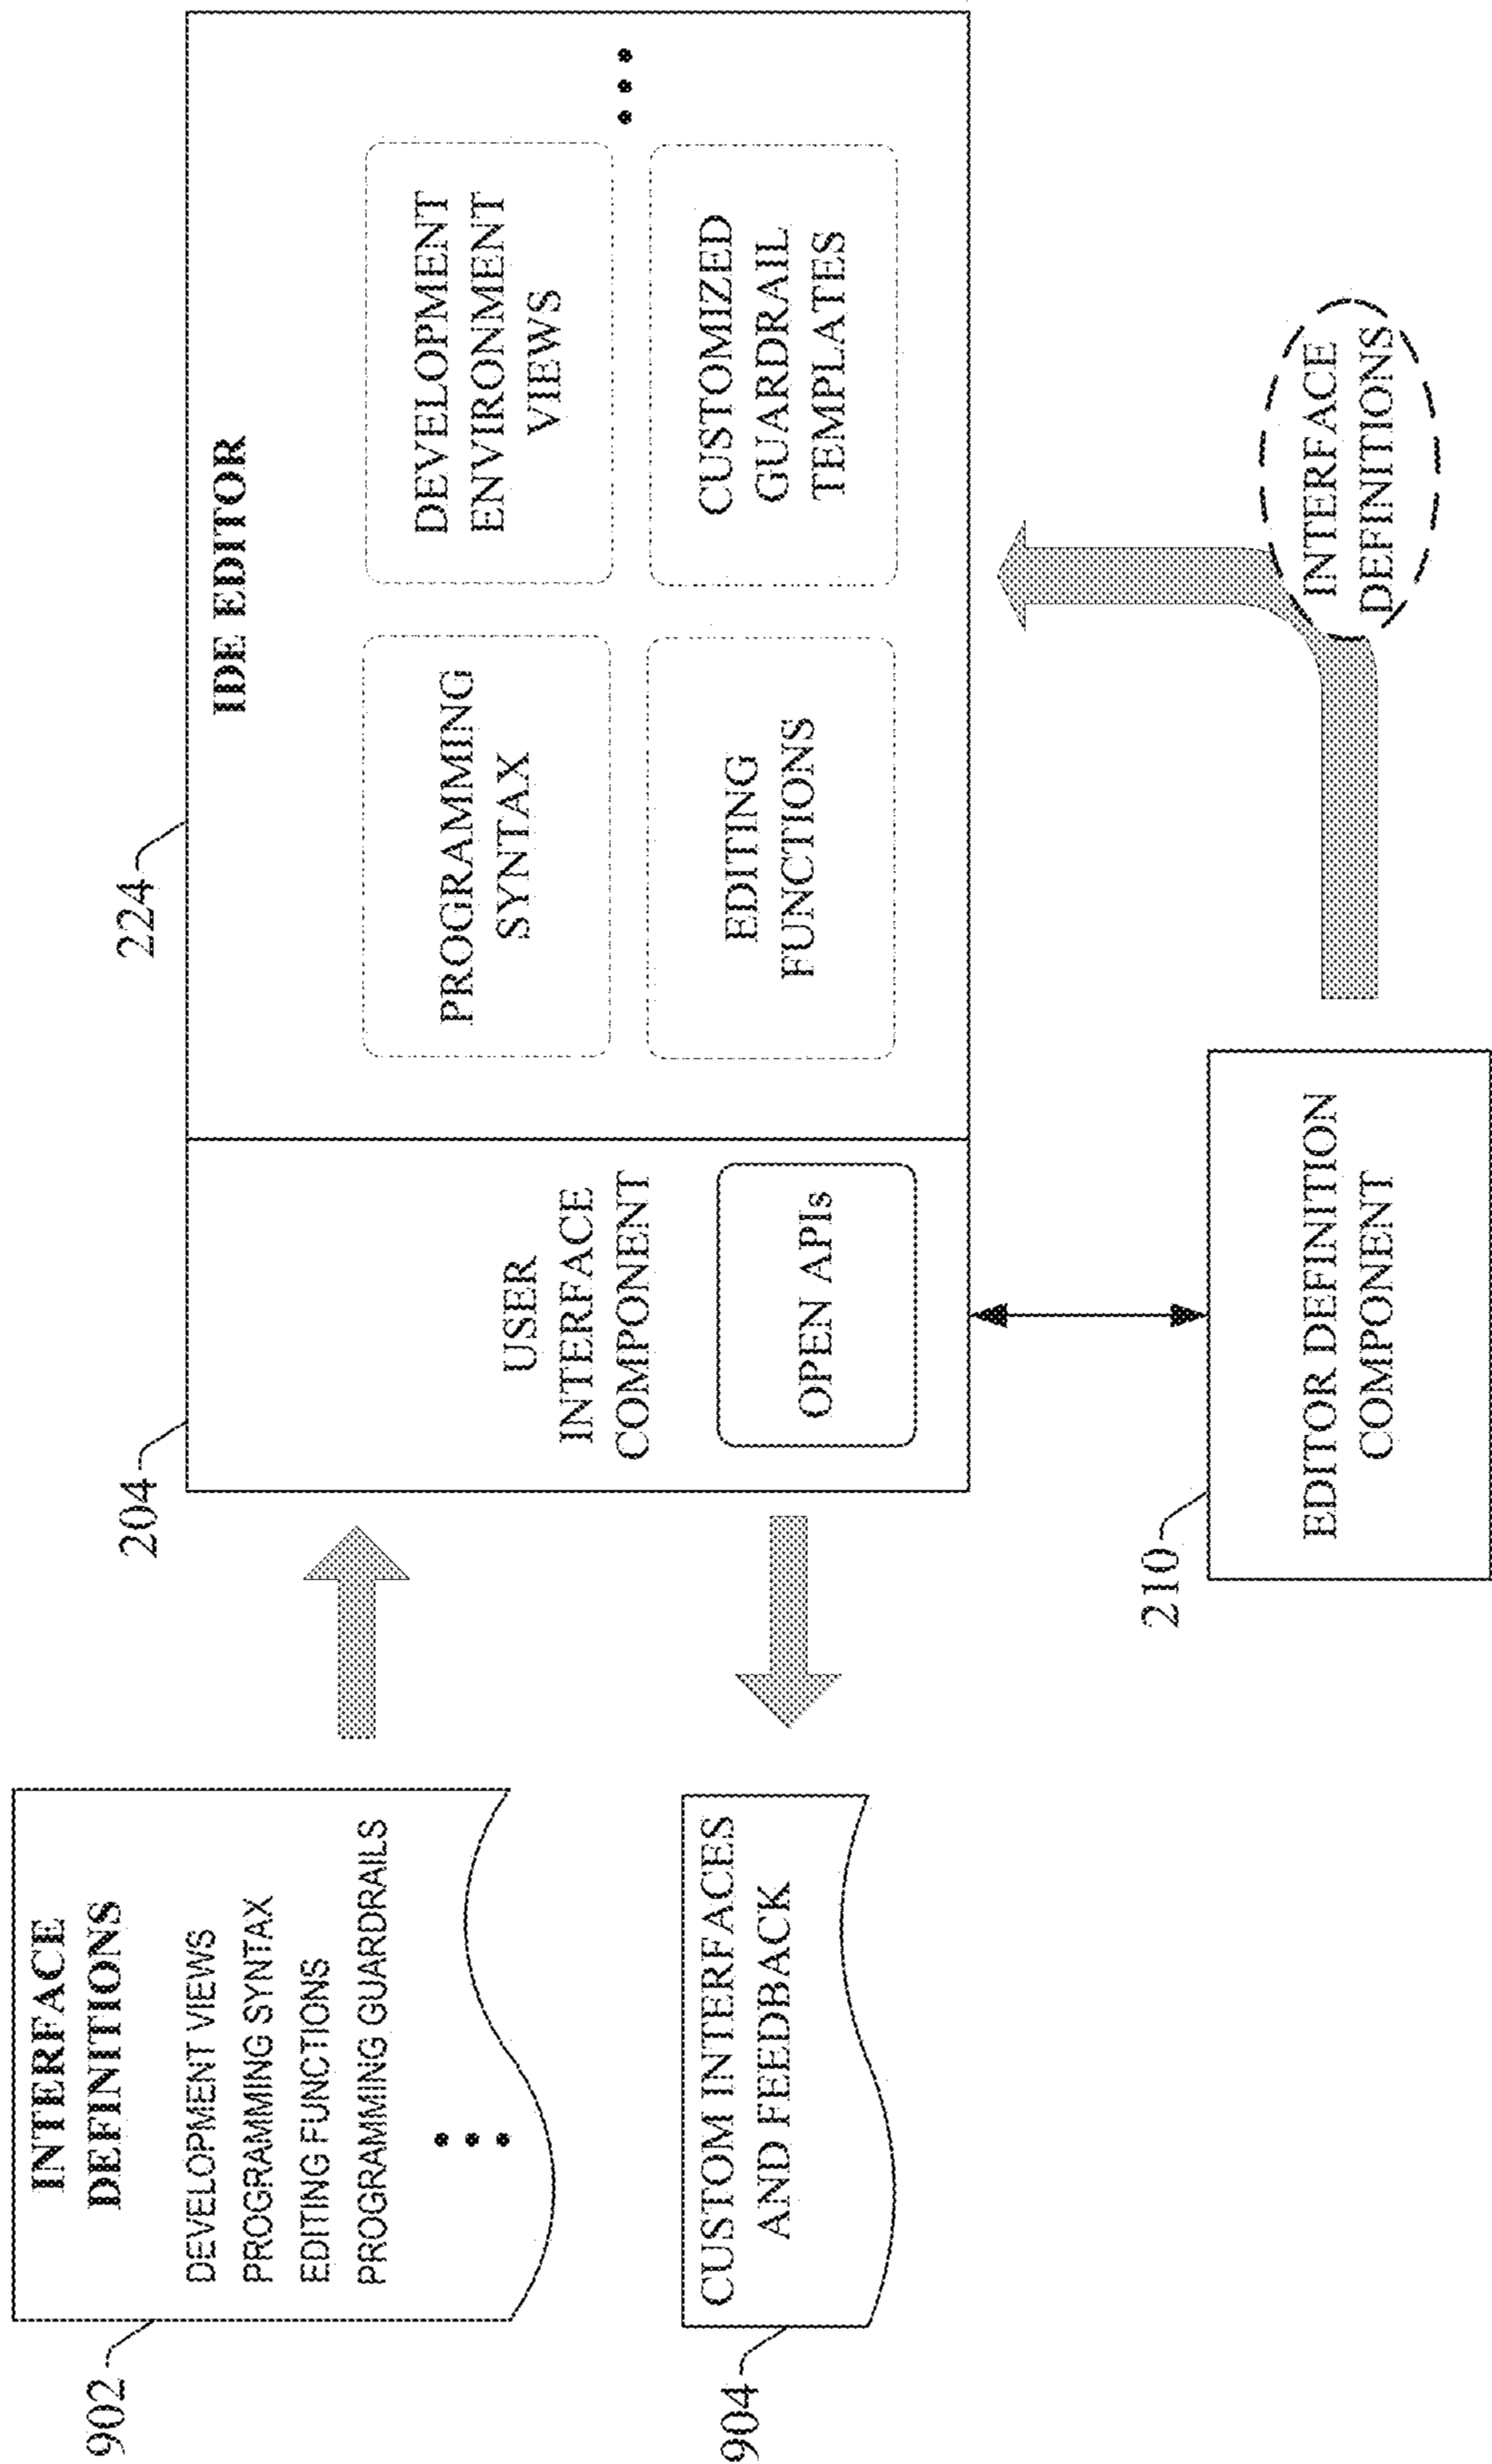 902
INTERFACE
DEFINITIONS
DEVELOPMENT VIEWS
PROGRAMMING SYNTAX
EDITING FUNCTIONS
PROGRAMMING GUARDRAILS
904
CUSTOM INTERFACES
AND FEEDBACK
204
USER
INTERFACE
COMPONENT
OPEN APIs
224
IDE EDITOR
PROGRAMMING
SYNTAX
DEVELOPMENT
ENVIRONMENT
VIEWS
EDITING
FUNCTIONS
CUSTOMIZED
GUARDRAIL
TEMPLATES
210
EDITOR DEFINITION
COMPONENT
INTERFACE
DEFINITIONS